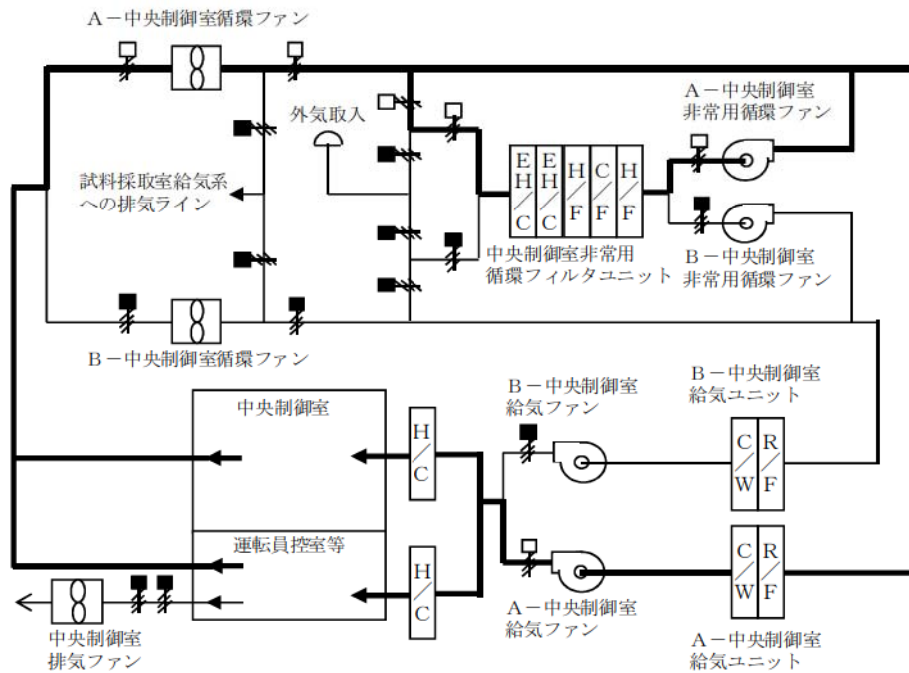 A－中央制御室循環ファン
外気取入
A－中央制御室
非常用循環ファン
試料採取室給気系
への排気ライン
E
H
／
C
E
H
／
C
H
／
F
C
／
F
H
／
F
中央制御室非常用
循環フィルタユニット
B－中央制御室
非常用循環ファン
B－中央制御室循環ファン
中央制御室
H
／
C
B－中央制御室
給気ファン
B－中央制御室
給気ユニット
C
／
W
R
／
F
運転員控室等
H
／
C
C
／
W
R
／
F
中央制御室
排気ファン
A－中央制御室
給気ファン
A－中央制御室
給気ユニット